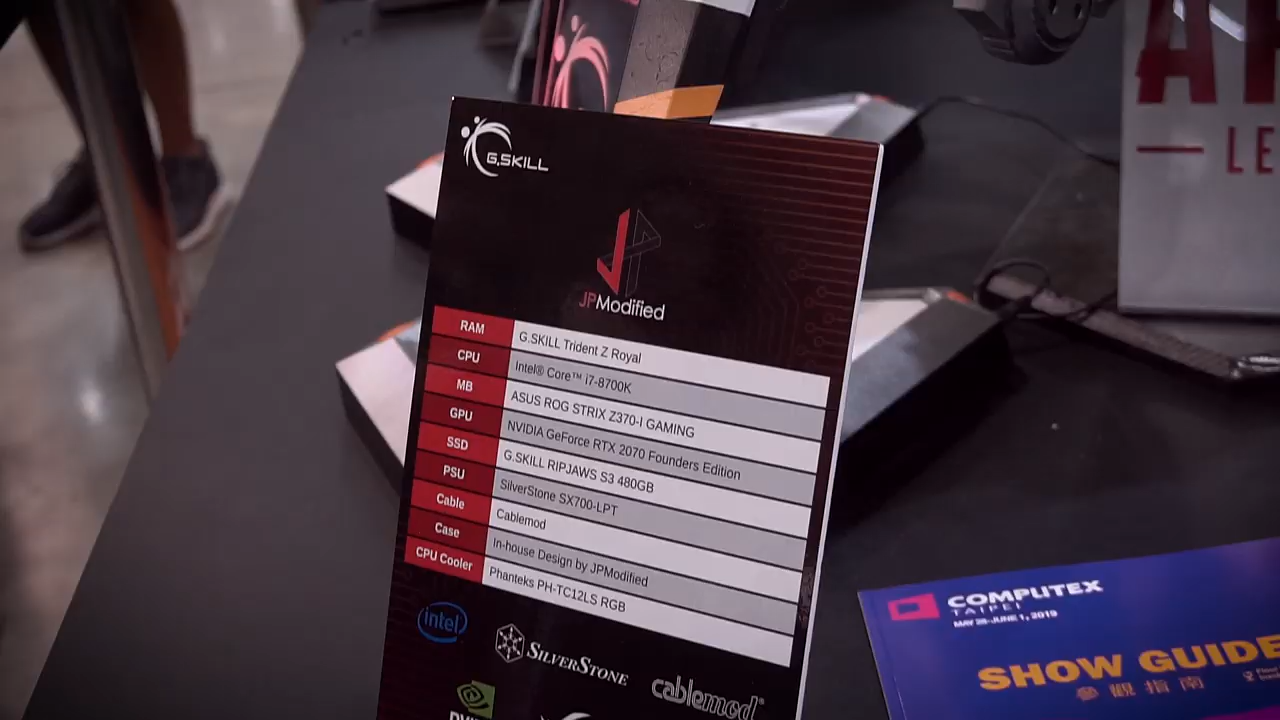 G.SKILL
JPModified
RAM G.SKILL Trident Z Royal
CPU Intel® Core™ i7-8700K
MB ASUS ROG STRIX Z370-I GAMING
GPU NVIDIA GeForce RTX 2070 Founders Edition
SSD G.SKILL RIPJAWS S3 480GB
PSU SilverStone SX700-LPT
Cable Cablemod
Case In-house Design by JPModified
CPU Cooler Phanteks PH-TC12LS RGB
intel
SILVERSTONE
cablemod
COMPUTEX
TAIPEI
MAY 28-JUNE 1, 2019
SHOW GUIDE
參觀指南
LE